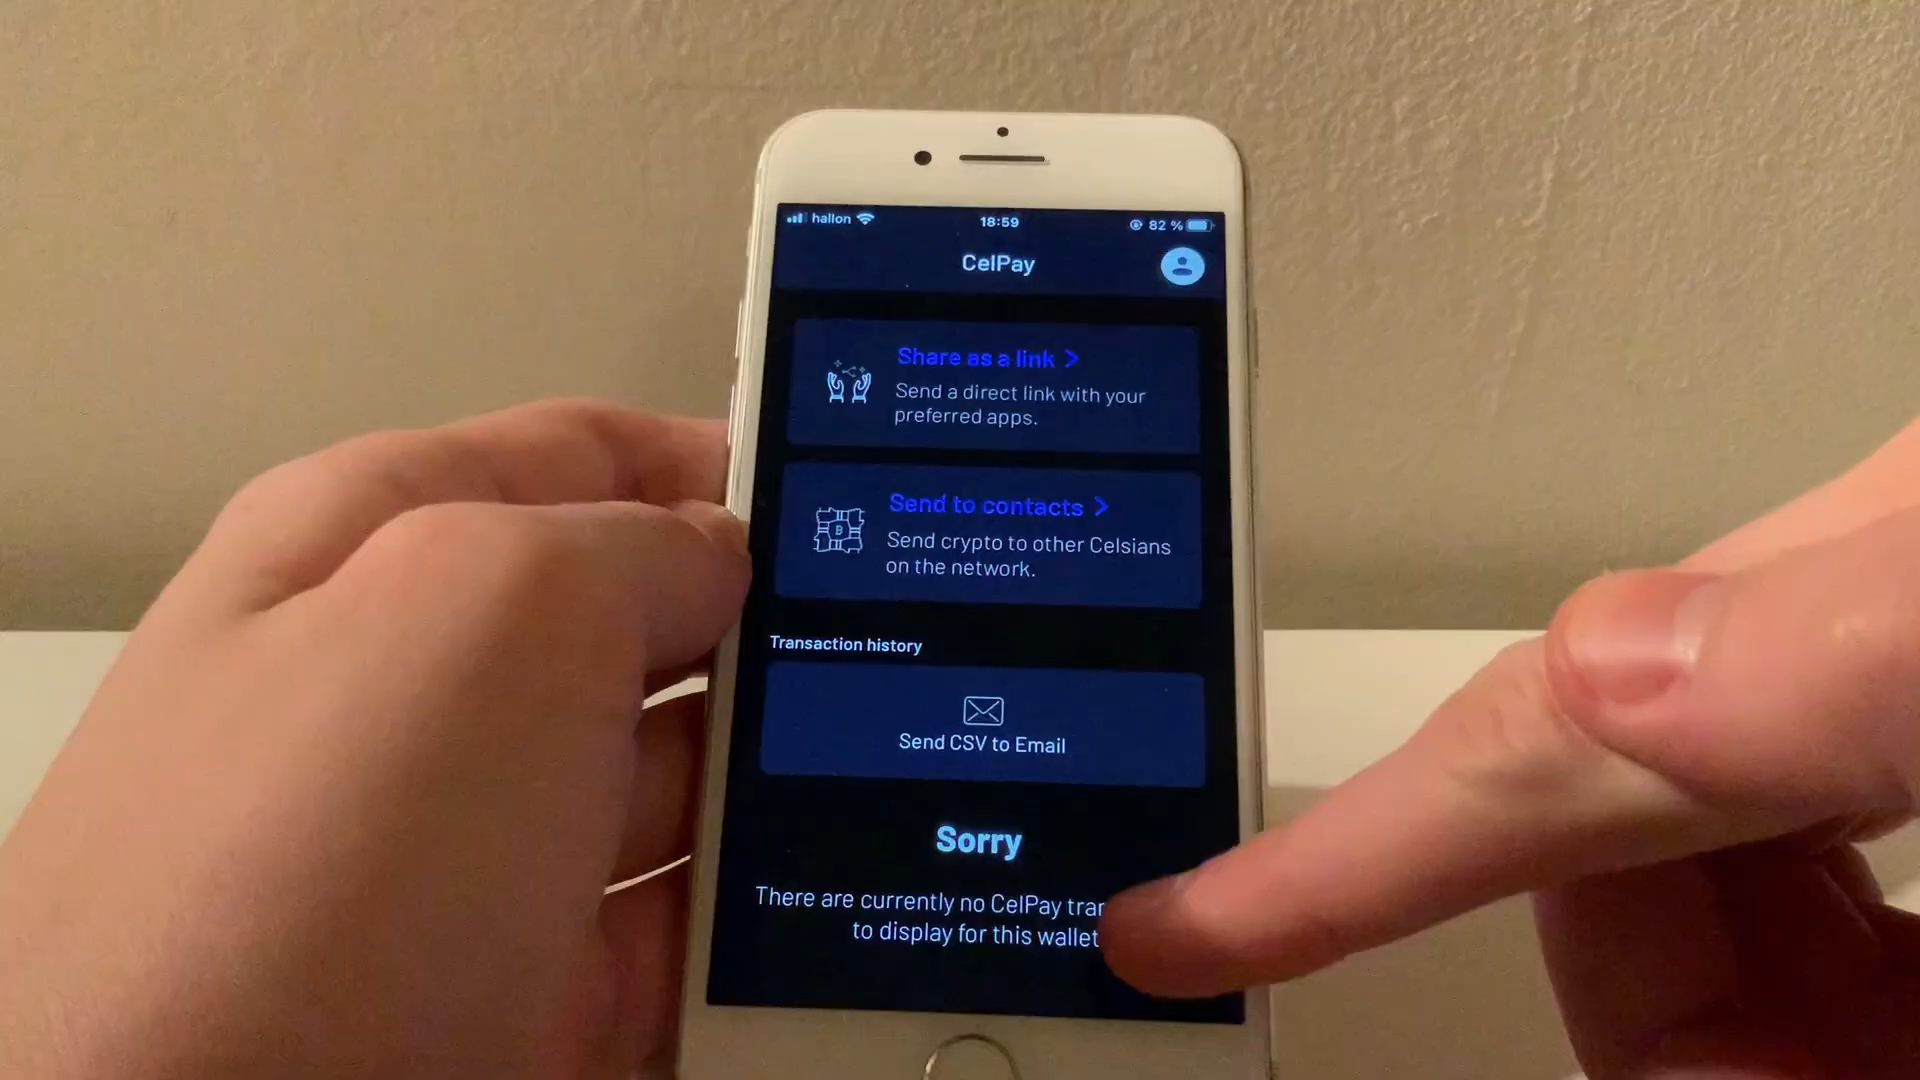 hallon 18:59 82 %
CelPay
Share as a link >
Send a direct link with your
preferred apps.
B
Send to contacts >
Send crypto to other Celsians
on the network.
Transaction history
Send CSV to Email
Sorry
There are currently no CelPay
to display for this wallet